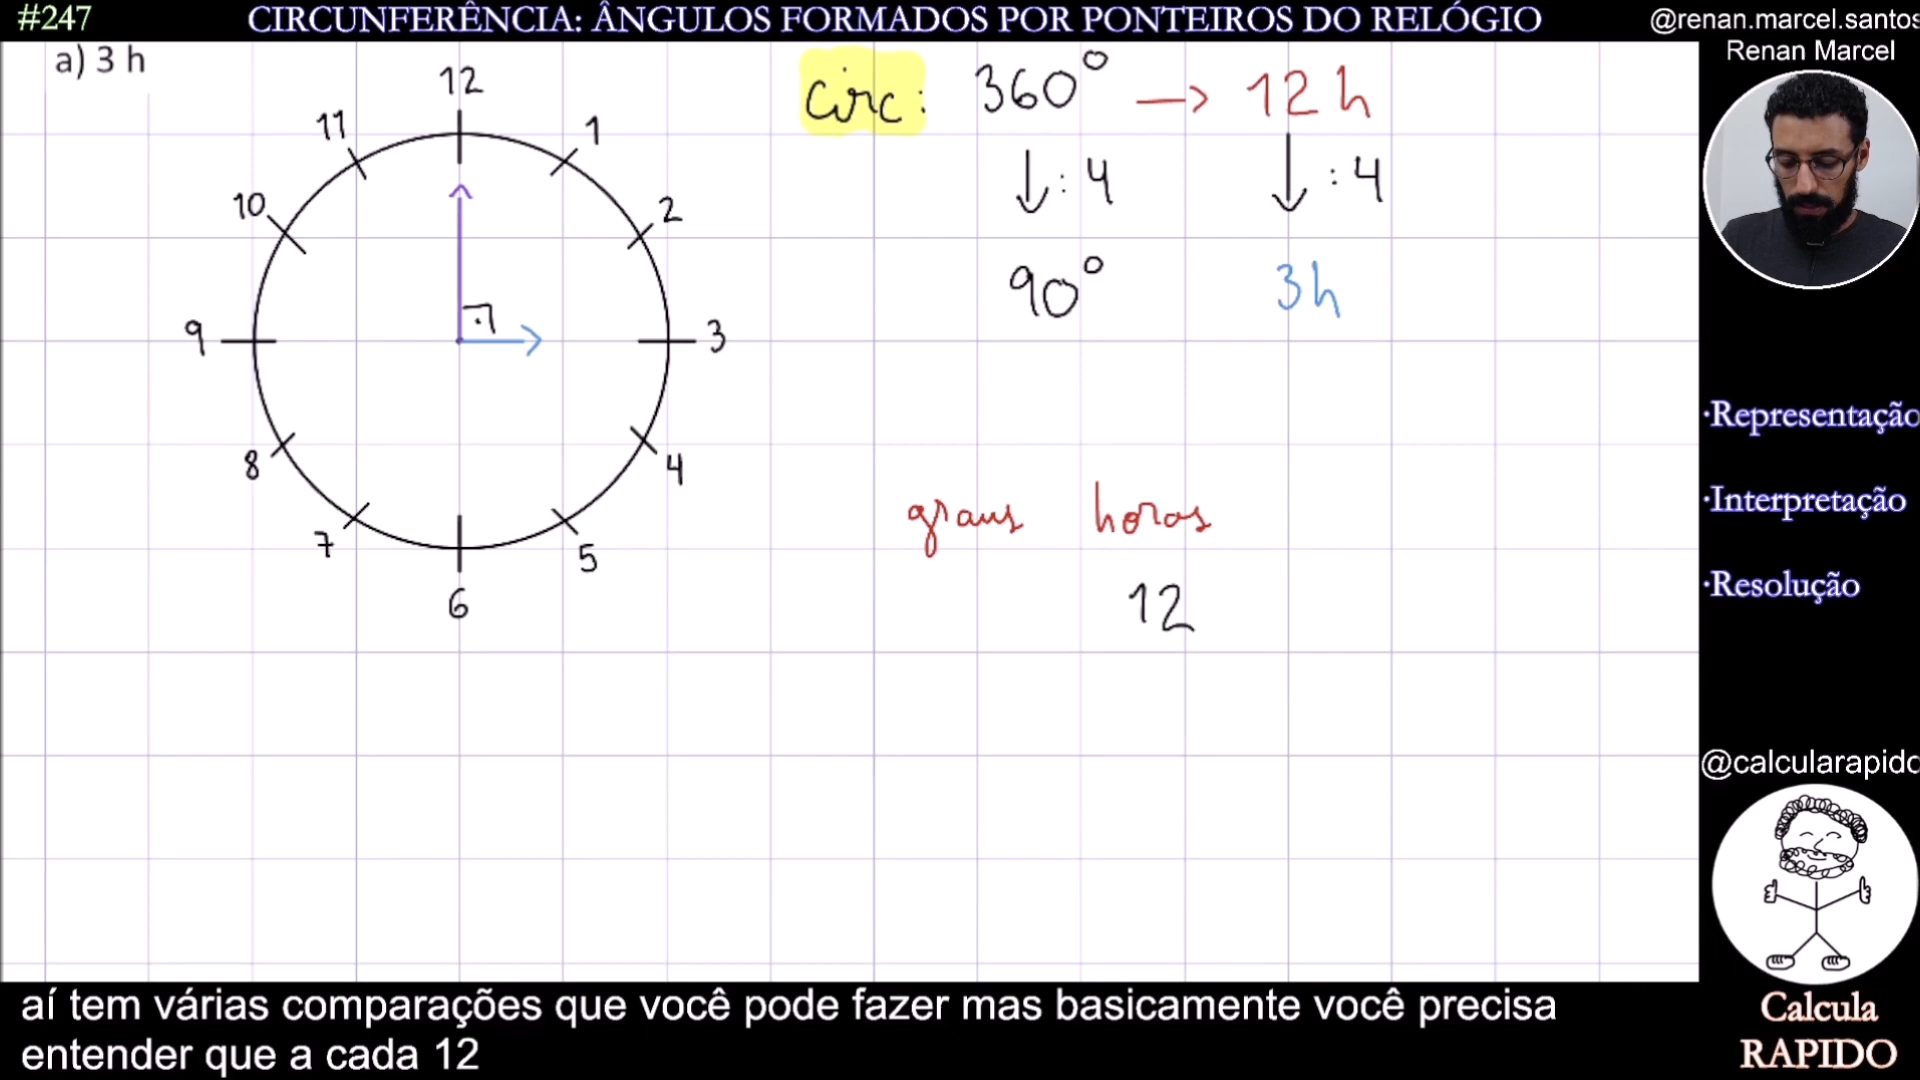 #247
CIRCUNFERÊNCIA: ÂNGULOS FORMADOS POR PONTEIROS DO RELÓGIO
@renan.marcel.santos
Renan Marcel
a) 3 h
12
11
1
10
2
9
3
8
4
7
5
6
circ: 360° → 12 h
↓ : 4 ↓ : 4
90° 3h
graus horas
12
·Representação
·Interpretação
·Resolução
@calcularapido
Calcula
RAPIDO
aí tem várias comparações que você pode fazer mas basicamente você precisa
entender que a cada 12